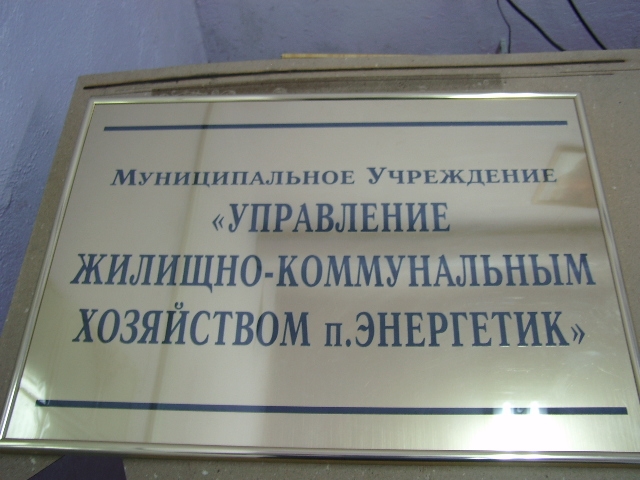 Муниципальное Учреждение
«УПРАВЛЕНИЕ
ЖИЛИЩНО-КОММУНАЛЬНЫМ
ХОЗЯЙСТВОМ п.ЭНЕРГЕТИК»